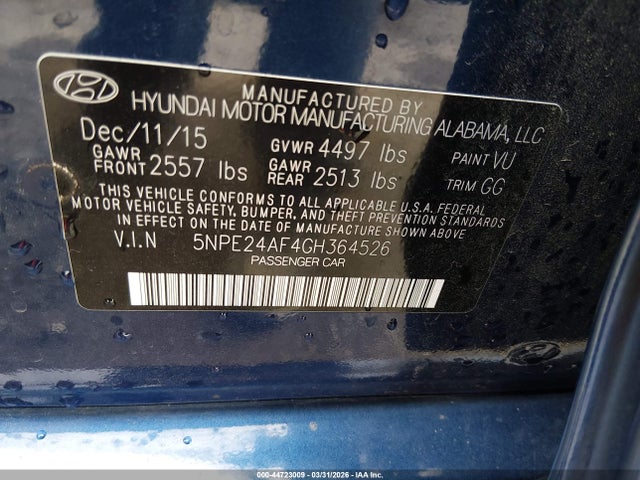 MANUFACTURED BY
HYUNDAI MOTOR MANUFACTURING ALABAMA, LLC
Dec/11/15 GVWR 4497 lbs PAINT VU
GAWR FRONT 2557 lbs GAWR REAR 2513 lbs TRIM GG
THIS VEHICLE CONFORMS TO ALL APPLICABLE U.S.A. FEDERAL
MOTOR VEHICLE SAFETY, BUMPER, AND THEFT PREVENTION STANDARDS
IN EFFECT ON THE DATE OF MANUFACTURE SHOWN ABOVE.
V.I.N 5NPE24AF4GH364526
PASSENGER CAR
000-44723009 - 03/31/2026 - IAA Inc.